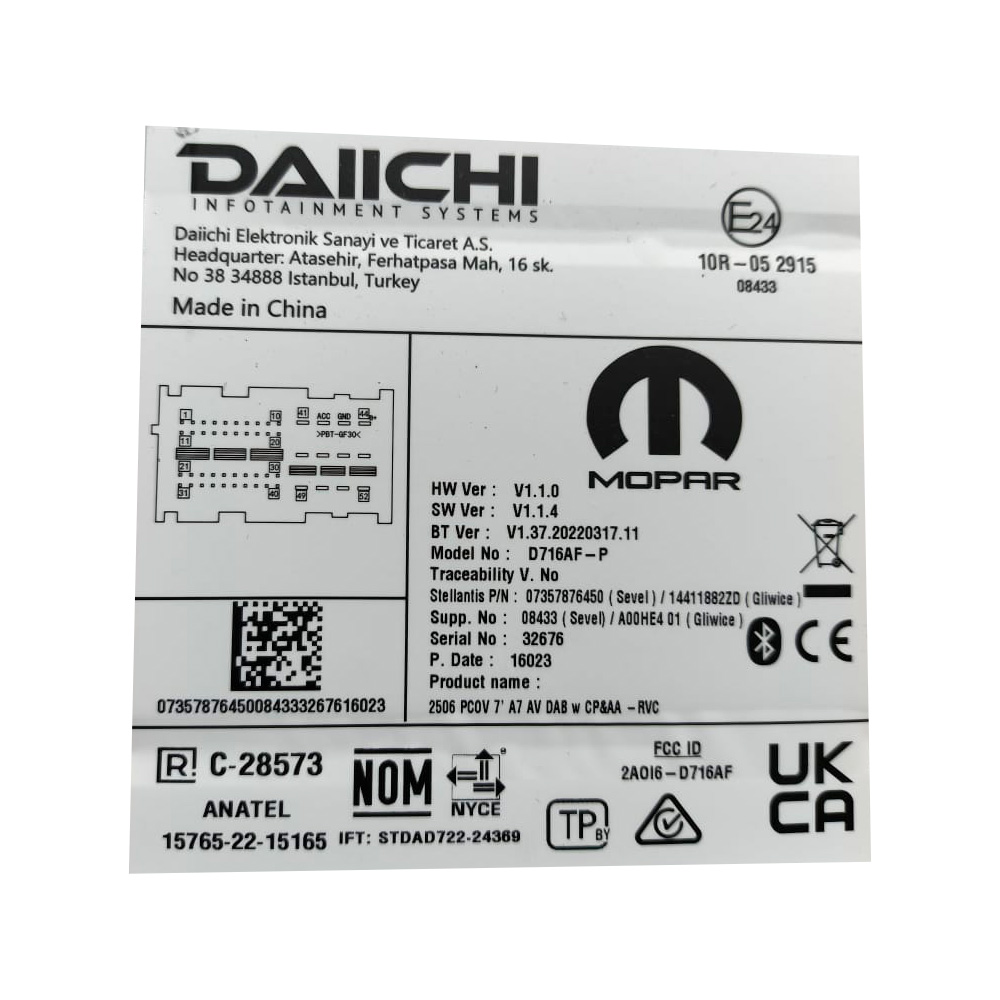 DAIICHI
INFOTAINMENT SYSTEMS
Daiichi Elektronik Sanayi ve Ticaret A.S.
Headquarter: Atasehir, Ferhatpasa Mah, 16 sk.
No 38 34888 Istanbul, Turkey
Made in China
E24
10R-05 2915
08433
1 10 41 ACC GND 44 B+
>PBT-GF30<
11 20
21 30
31 40 49 52
MOPAR
HW Ver : V1.1.0
SW Ver : V1.1.4
BT Ver : V1.37.20220317.11
Model No : D716AF-P
Traceability V. No
Stellantis P/N : 07357876450 ( Sevel ) / 14411882ZD ( Gliwice )
Supp. No : 08433 ( Sevel) / A00HE4 01 ( Gliwice )
Serial No : 32676
P. Date : 16023
Product name :
2506 PCOV 7' A7 AV DAB w CP&AA -RVC
CE
07357876450084333267616023
R! C-28573
ANATEL
15765-22-15165
NOM
NYCE
IFT: STDAD722-24369
FCC ID
2AOI6-D716AF
TP BY
UK
CA